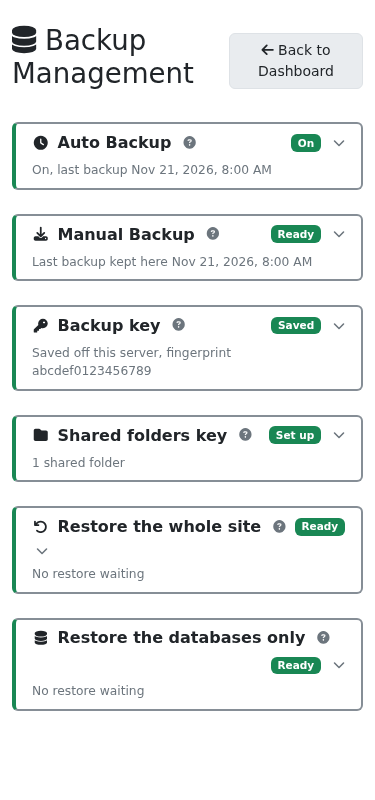 Backup
Management
Back to
Dashboard
Auto Backup ? On
On, last backup Nov 21, 2026, 8:00 AM
Manual Backup ? Ready
Last backup kept here Nov 21, 2026, 8:00 AM
Backup key ? Saved
Saved off this server, fingerprint
abcdef0123456789
Shared folders key ? Set up
1 shared folder
Restore the whole site ? Ready
No restore waiting
Restore the databases only ?
Ready
No restore waiting